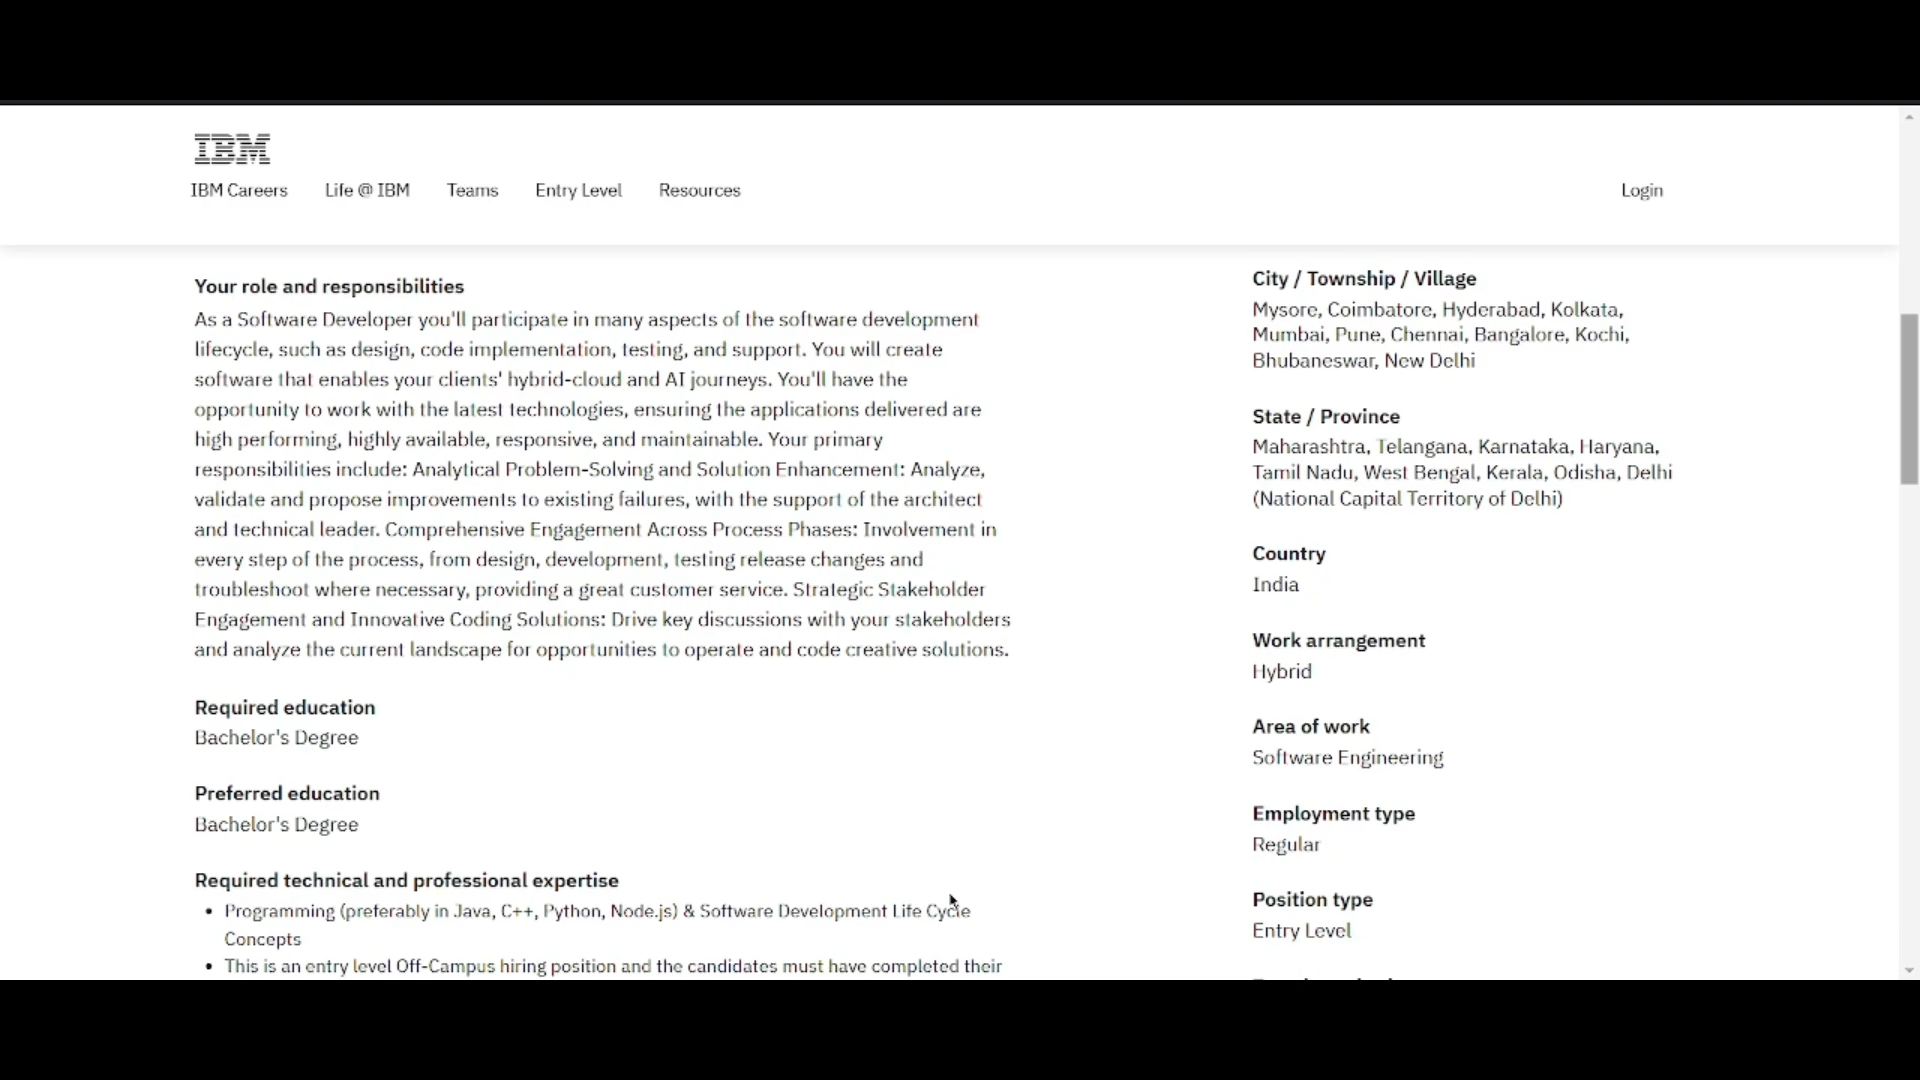 IBM
IBM Careers Life @ IBM Teams Entry Level Resources Login
Your role and responsibilities
As a Software Developer you'll participate in many aspects of the software development
lifecycle, such as design, code implementation, testing, and support. You will create
software that enables your clients' hybrid-cloud and AI journeys. You'll have the
opportunity to work with the latest technologies, ensuring the applications delivered are
high performing, highly available, responsive, and maintainable. Your primary
responsibilities include: Analytical Problem-Solving and Solution Enhancement: Analyze,
validate and propose improvements to existing failures, with the support of the architect
and technical leader. Comprehensive Engagement Across Process Phases: Involvement in
every step of the process, from design, development, testing release changes and
troubleshoot where necessary, providing a great customer service. Strategic Stakeholder
Engagement and Innovative Coding Solutions: Drive key discussions with your stakeholders
and analyze the current landscape for opportunities to operate and code creative solutions.
Required education
Bachelor's Degree
Preferred education
Bachelor's Degree
Required technical and professional expertise
• Programming (preferably in Java, C++, Python, Node.js) & Software Development Life Cycle
Concepts
• This is an entry level Off-Campus hiring position and the candidates must have completed their
City / Township / Village
Mysore, Coimbatore, Hyderabad, Kolkata,
Mumbai, Pune, Chennai, Bangalore, Kochi,
Bhubaneswar, New Delhi
State / Province
Maharashtra, Telangana, Karnataka, Haryana,
Tamil Nadu, West Bengal, Kerala, Odisha, Delhi
(National Capital Territory of Delhi)
Country
India
Work arrangement
Hybrid
Area of work
Software Engineering
Employment type
Regular
Position type
Entry Level